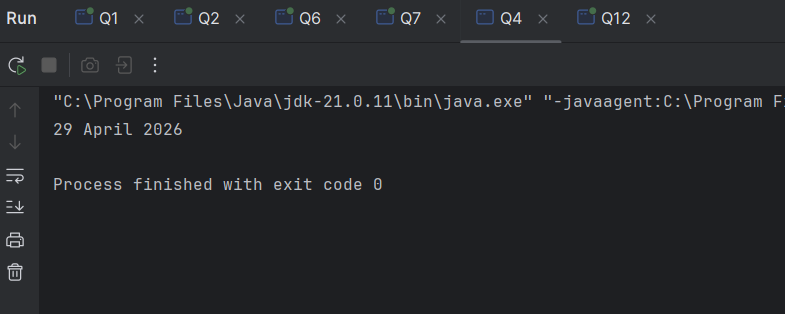 Run Q1 Q2 Q6 Q7 Q4 Q12
"C:\Program Files\Java\jdk-21.0.11\bin\java.exe" "-javaagent:C:\Program
29 April 2026
Process finished with exit code 0